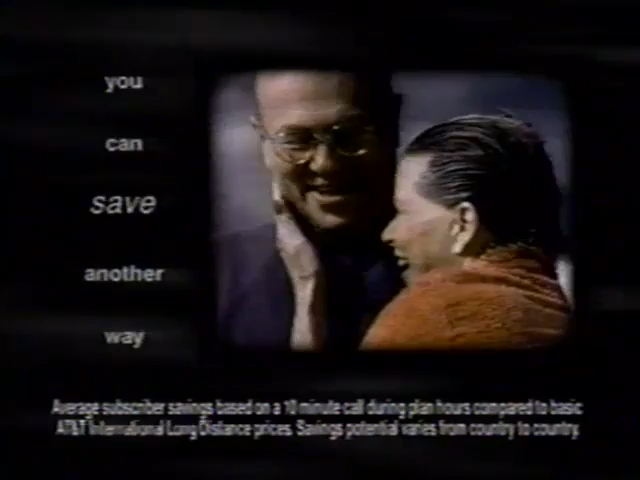 you
can
save
another
way
Average subscriber savings based on a 10 minute call during plan hours compared to basic
AT&T International Long Distance prices. Savings potential varies from country to country.